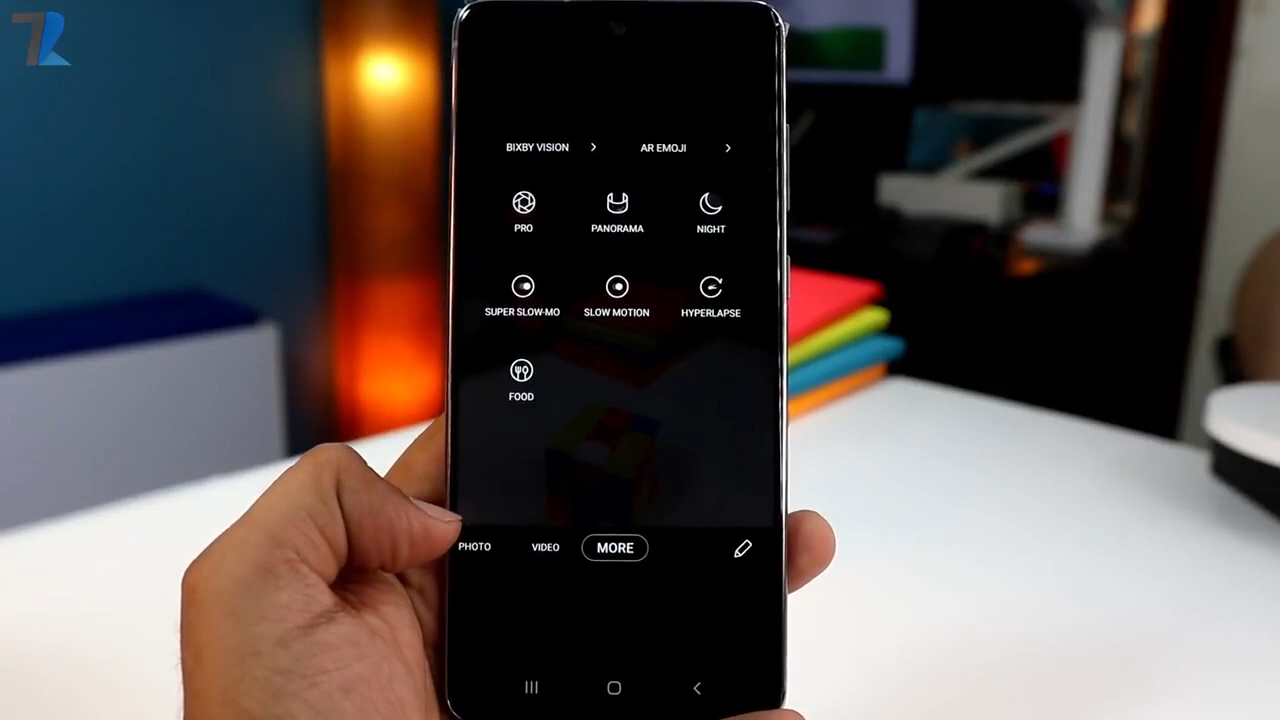 BIXBY VISION
AR EMOJI
PRO
PANORAMA
NIGHT
SUPER SLOW-MO
SLOW MOTION
HYPERLAPSE
FOOD
PHOTO
VIDEO
MORE